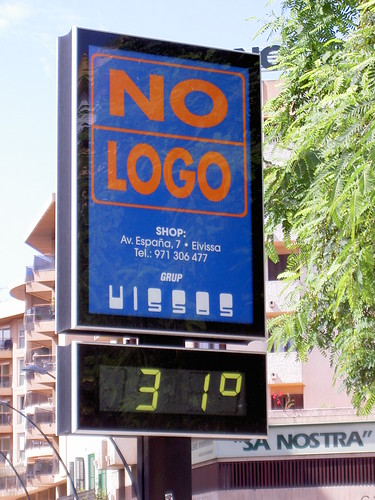 NO
LOGO
SHOP:
Av. España, 7 • Eivissa
Tel.: 971 306 477
GRUP
31º
"SA NOSTRA"